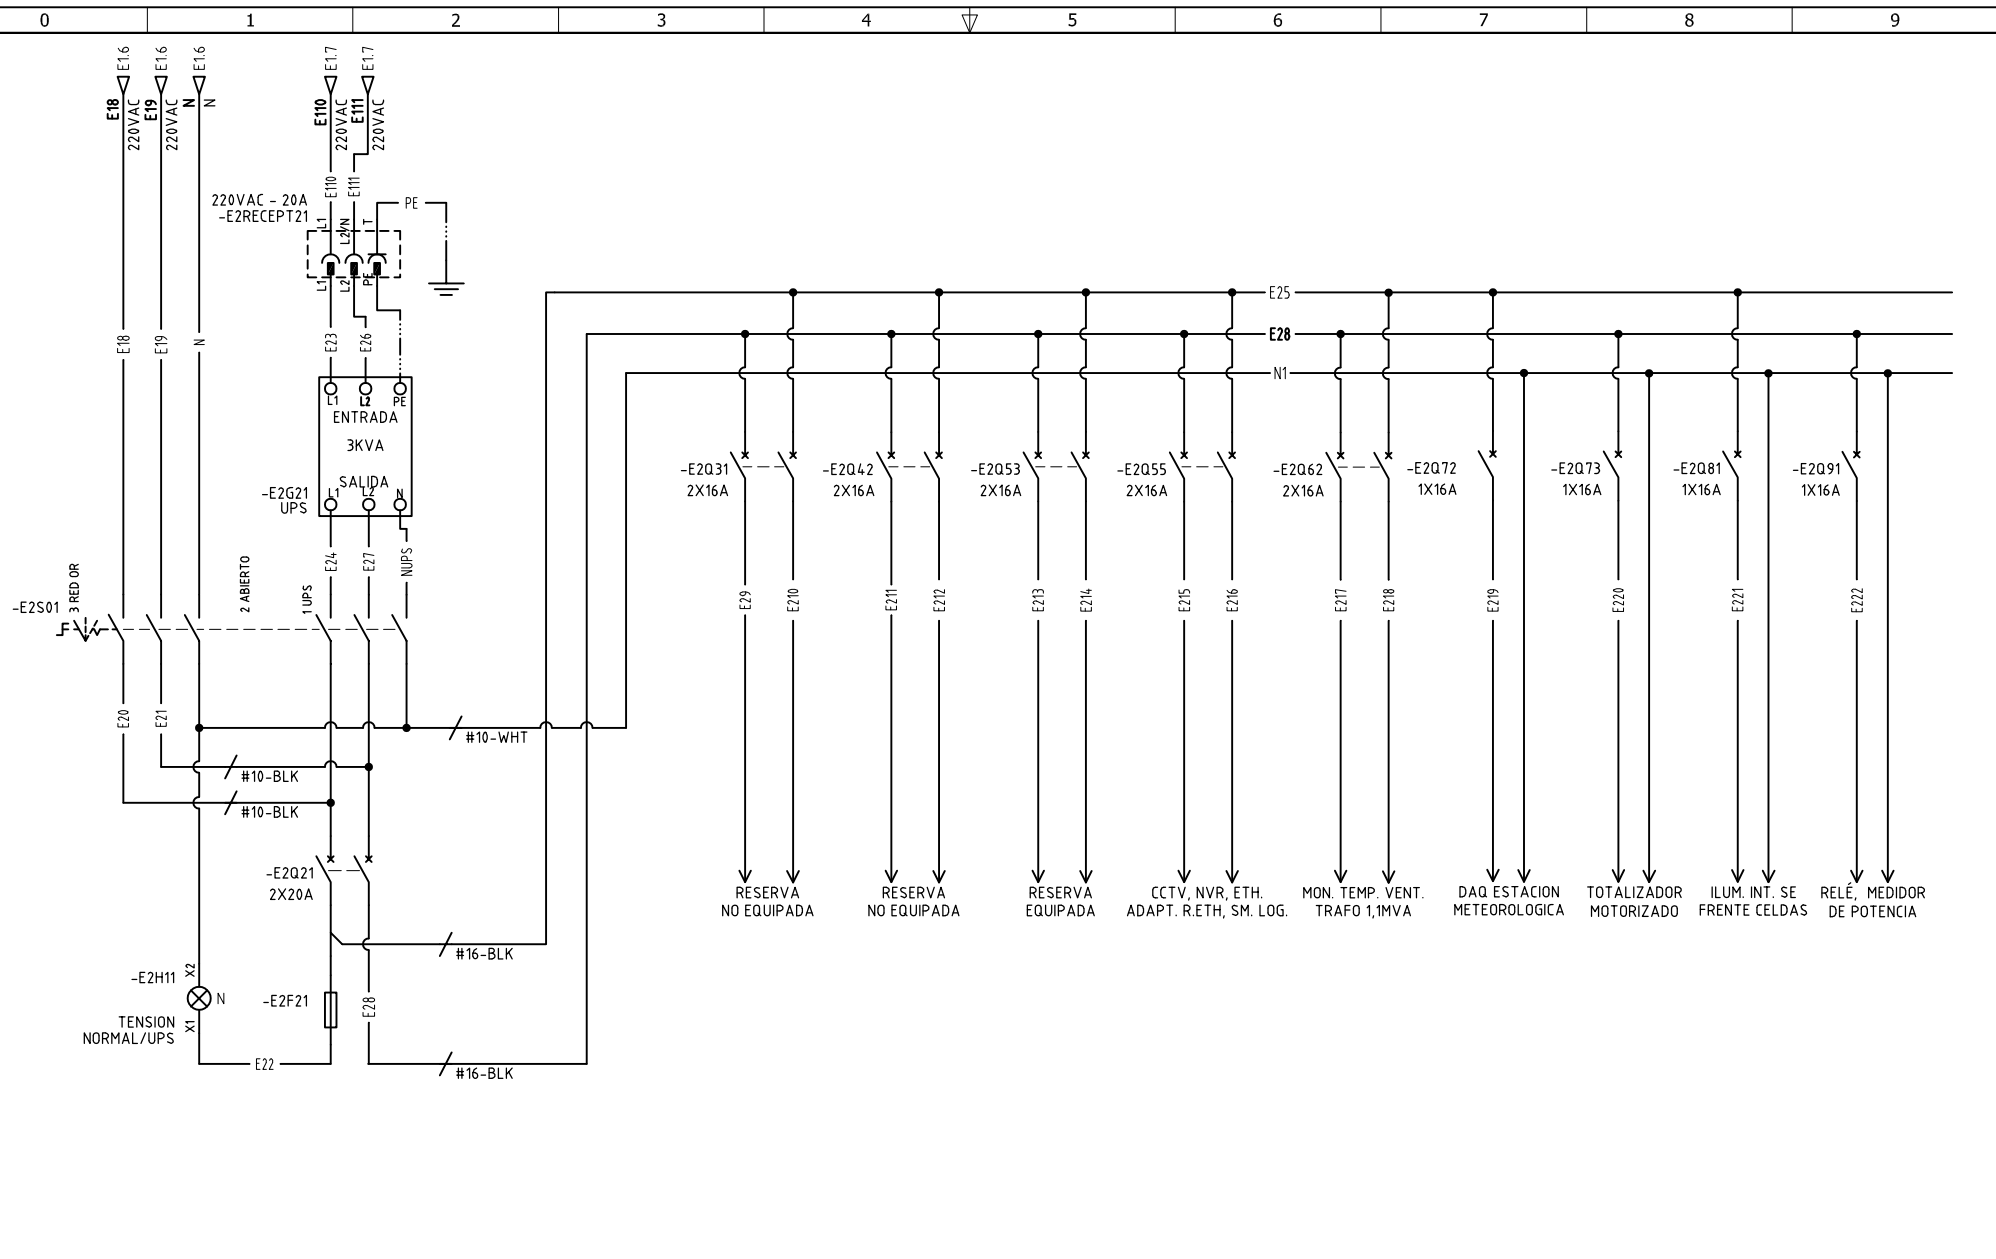 0 1 2 3 4 5 6 7 8 9
E1.6 E1.6 E1.6 E1.7 E1.7
E18 220VAC E19 220VAC N N E110 220VAC E111 220VAC
E110 E111
220VAC - 20A
-E2RECEPT21
L1 L2/N T PE
L1 L2 PE
E18 E19 N E23 E26
E25
E28
N1
L1 L2 PE
ENTRADA
3KVA
SALIDA
L1 L2 N
-E2G21
UPS
-E2Q31
2X16A
-E2Q42
2X16A
-E2Q53
2X16A
-E2Q55
2X16A
-E2Q62
2X16A
-E2Q72
1X16A
-E2Q73
1X16A
-E2Q81
1X16A
-E2Q91
1X16A
E24 E27 NUPS
-E2S01
3 RED OR
2 ABIERTO
1 UPS
E29 E210 E211 E212 E213 E214 E215 E216 E217 E218 E219 E220 E221 E222
E20 E21
#10-WHT
#10-BLK
#10-BLK
-E2Q21
2X20A
#16-BLK
-E2H11
X2
N
X1
TENSION
NORMAL/UPS
-E2F21
E28
E22
#16-BLK
RESERVA
NO EQUIPADA
RESERVA
NO EQUIPADA
RESERVA
EQUIPADA
CCTV, NVR, ETH.
ADAPT. R.ETH, SM. LOG.
MON. TEMP. VENT.
TRAFO 1,1MVA
DAQ ESTACION
METEOROLOGICA
TOTALIZADOR
MOTORIZADO
ILUM. INT. SE
FRENTE CELDAS
RELÉ, MEDIDOR
DE POTENCIA